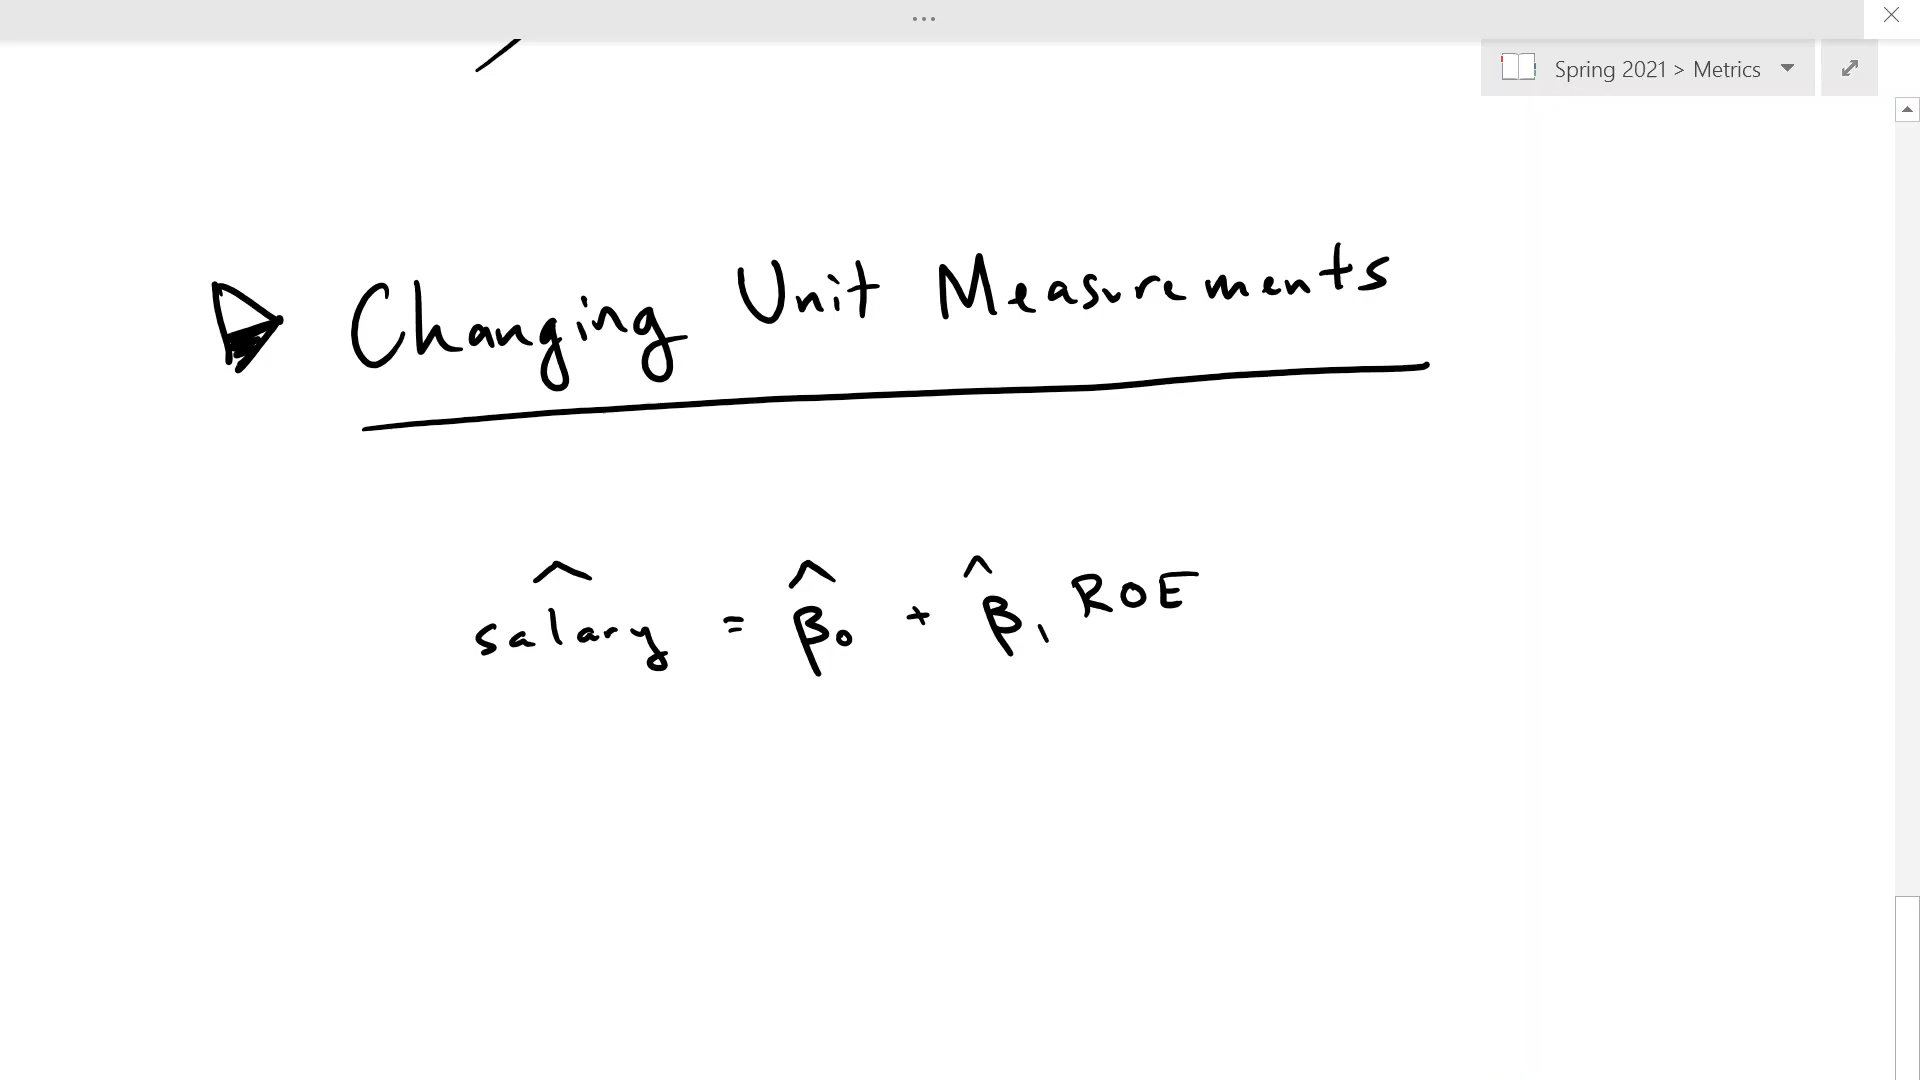 Spring 2021 > Metrics
Changing Unit Measurements
salary^ = β̂₀ + β̂₁ ROE